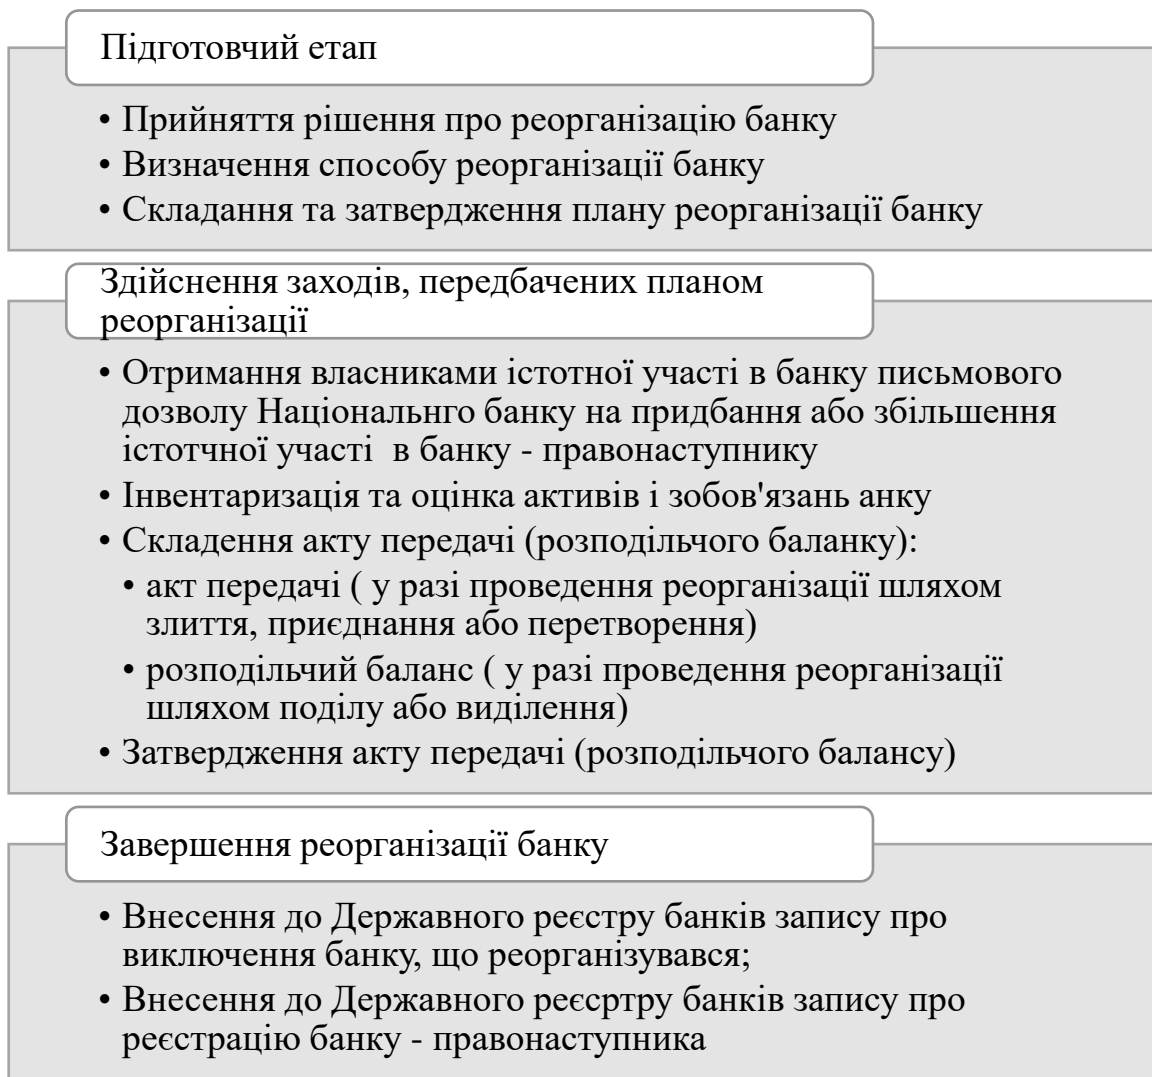 Підготовчий етап
• Прийняття рішення про реорганізацію банку
• Визначення способу реорганізації банку
• Складання та затвердження плану реорганізації банку
Здійснення заходів, передбачених планом
реорганізації
• Отримання власниками істотної участі в банку письмового
дозволу Національнго банку на придбання або збільшення
істотчної участі  в банку - правонаступнику
• Інвентаризація та оцінка активів і зобов'язань анку
• Складення акту передачі (розподільчого баланку):
• акт передачі ( у разі проведення реорганізації шляхом
злиття, приєднання або перетворення)
• розподільчий баланс ( у разі проведення реорганізації
шляхом поділу або виділення)
• Затвердження акту передачі (розподільчого балансу)
Завершення реорганізації банку
• Внесення до Державного реєстру банків запису про
виключення банку, що реорганізувався;
• Внесення до Державного реєсртру банків запису про
реєстрацію банку - правонаступника